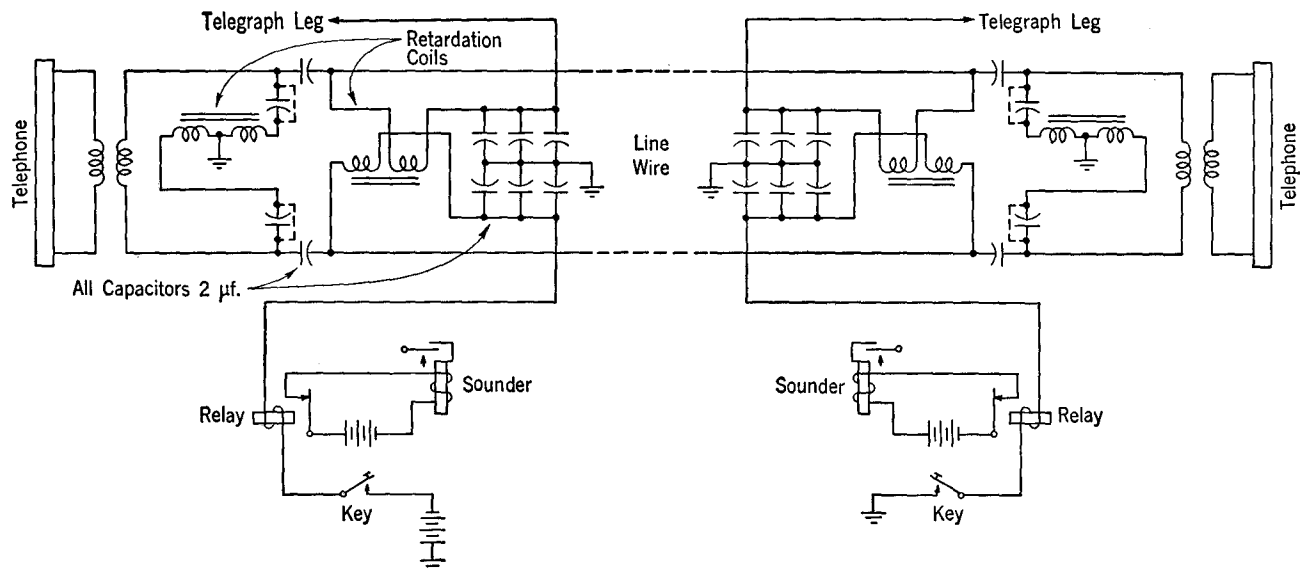 Telegraph Leg
Telegraph Leg
Retardation
Coils
Telephone
Line
Wire
Telephone
All Capacitors 2 μf.
Sounder
Sounder
Relay
Relay
Key
Key